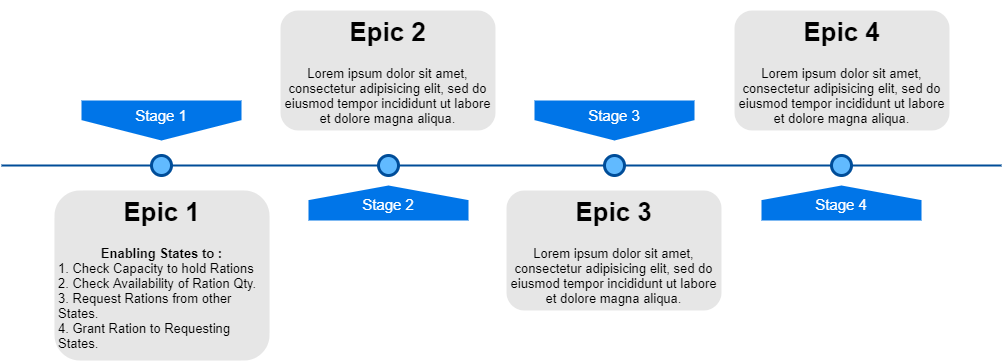 Epic 2
Lorem ipsum dolor sit amet,
consectetur adipisicing elit, sed do
eiusmod tempor incididunt ut labore
et dolore magna aliqua.
Epic 4
Lorem ipsum dolor sit amet,
consectetur adipisicing elit, sed do
eiusmod tempor incididunt ut labore
et dolore magna aliqua.
Stage 1
Stage 3
Stage 2
Stage 4
Epic 1
Enabling States to :
1. Check Capacity to hold Rations
2. Check Availability of Ration Qty.
3. Request Rations from other
States.
4. Grant Ration to Requesting
States.
Epic 3
Lorem ipsum dolor sit amet,
consectetur adipisicing elit, sed do
eiusmod tempor incididunt ut labore
et dolore magna aliqua.